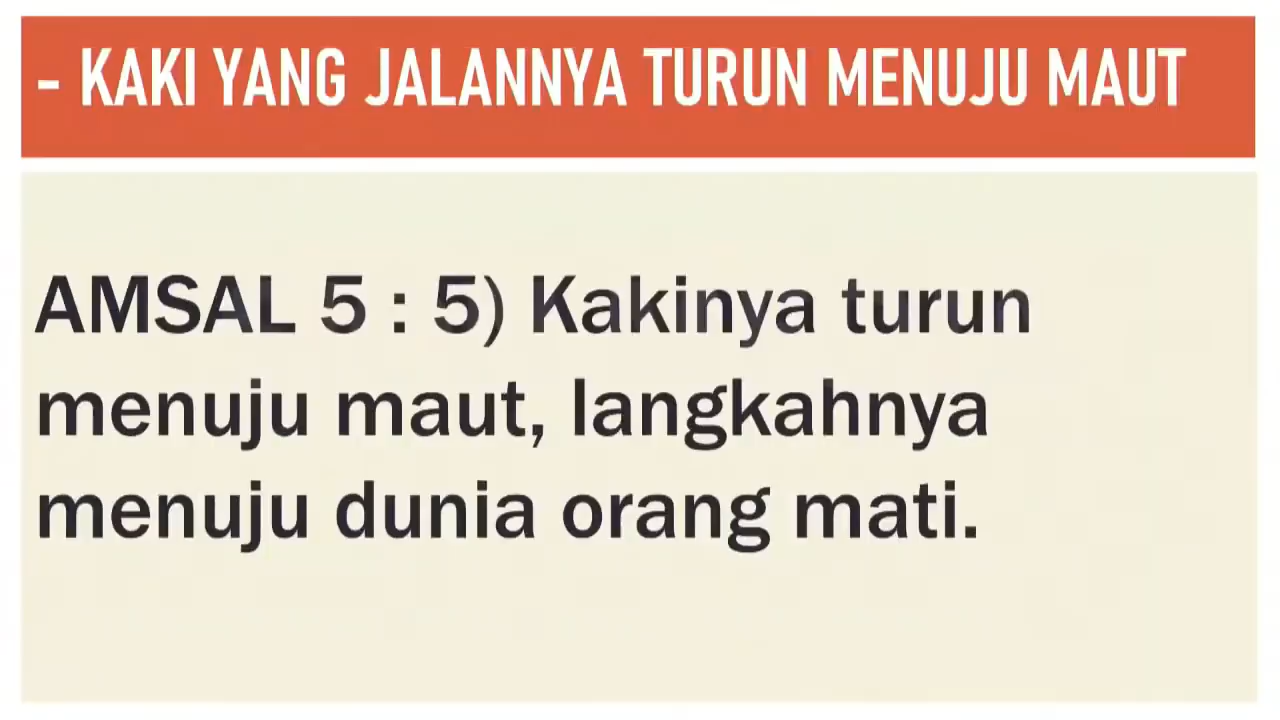 - KAKI YANG JALANNYA TURUN MENUJU MAUT
AMSAL 5 : 5) Kakinya turun
menuju maut, langkahnya
menuju dunia orang mati.